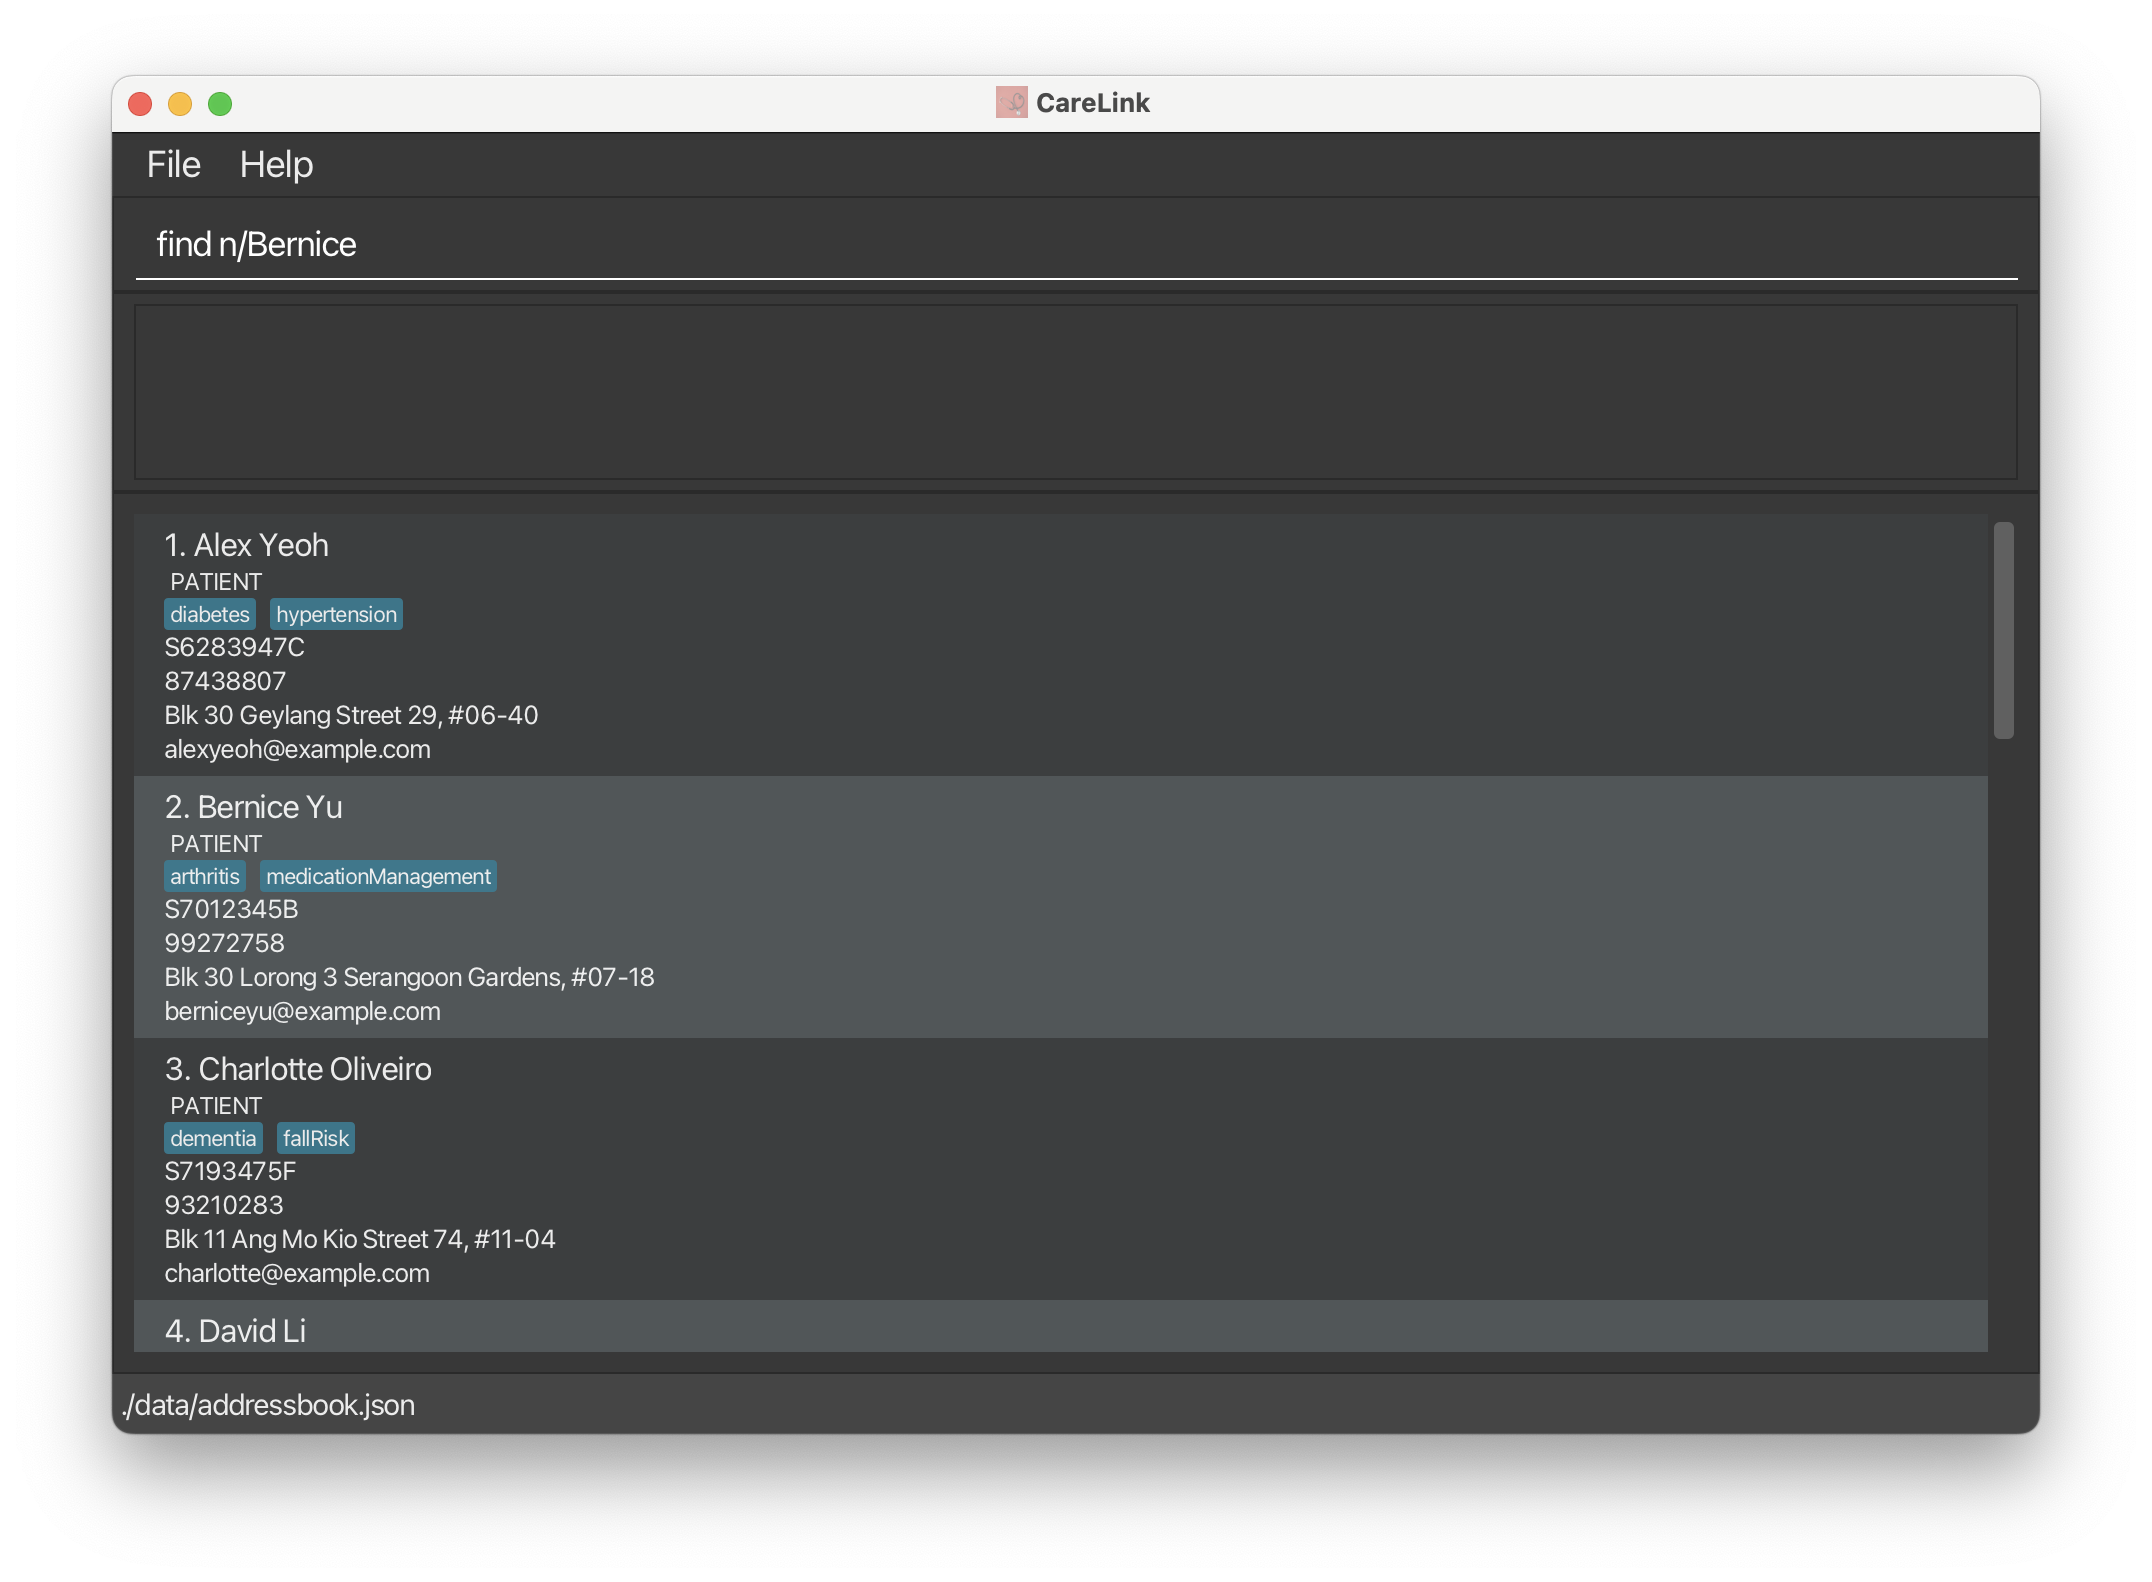 CareLink
File Help
find n/Bernice
1. Alex Yeoh
PATIENT
diabetes hypertension
S6283947C
87438807
Blk 30 Geylang Street 29, #06-40
alexyeoh@example.com
2. Bernice Yu
PATIENT
arthritis medicationManagement
S7012345B
99272758
Blk 30 Lorong 3 Serangoon Gardens, #07-18
berniceyu@example.com
3. Charlotte Oliveiro
PATIENT
dementia fallRisk
S7193475F
93210283
Blk 11 Ang Mo Kio Street 74, #11-04
charlotte@example.com
4. David Li
./data/addressbook.json